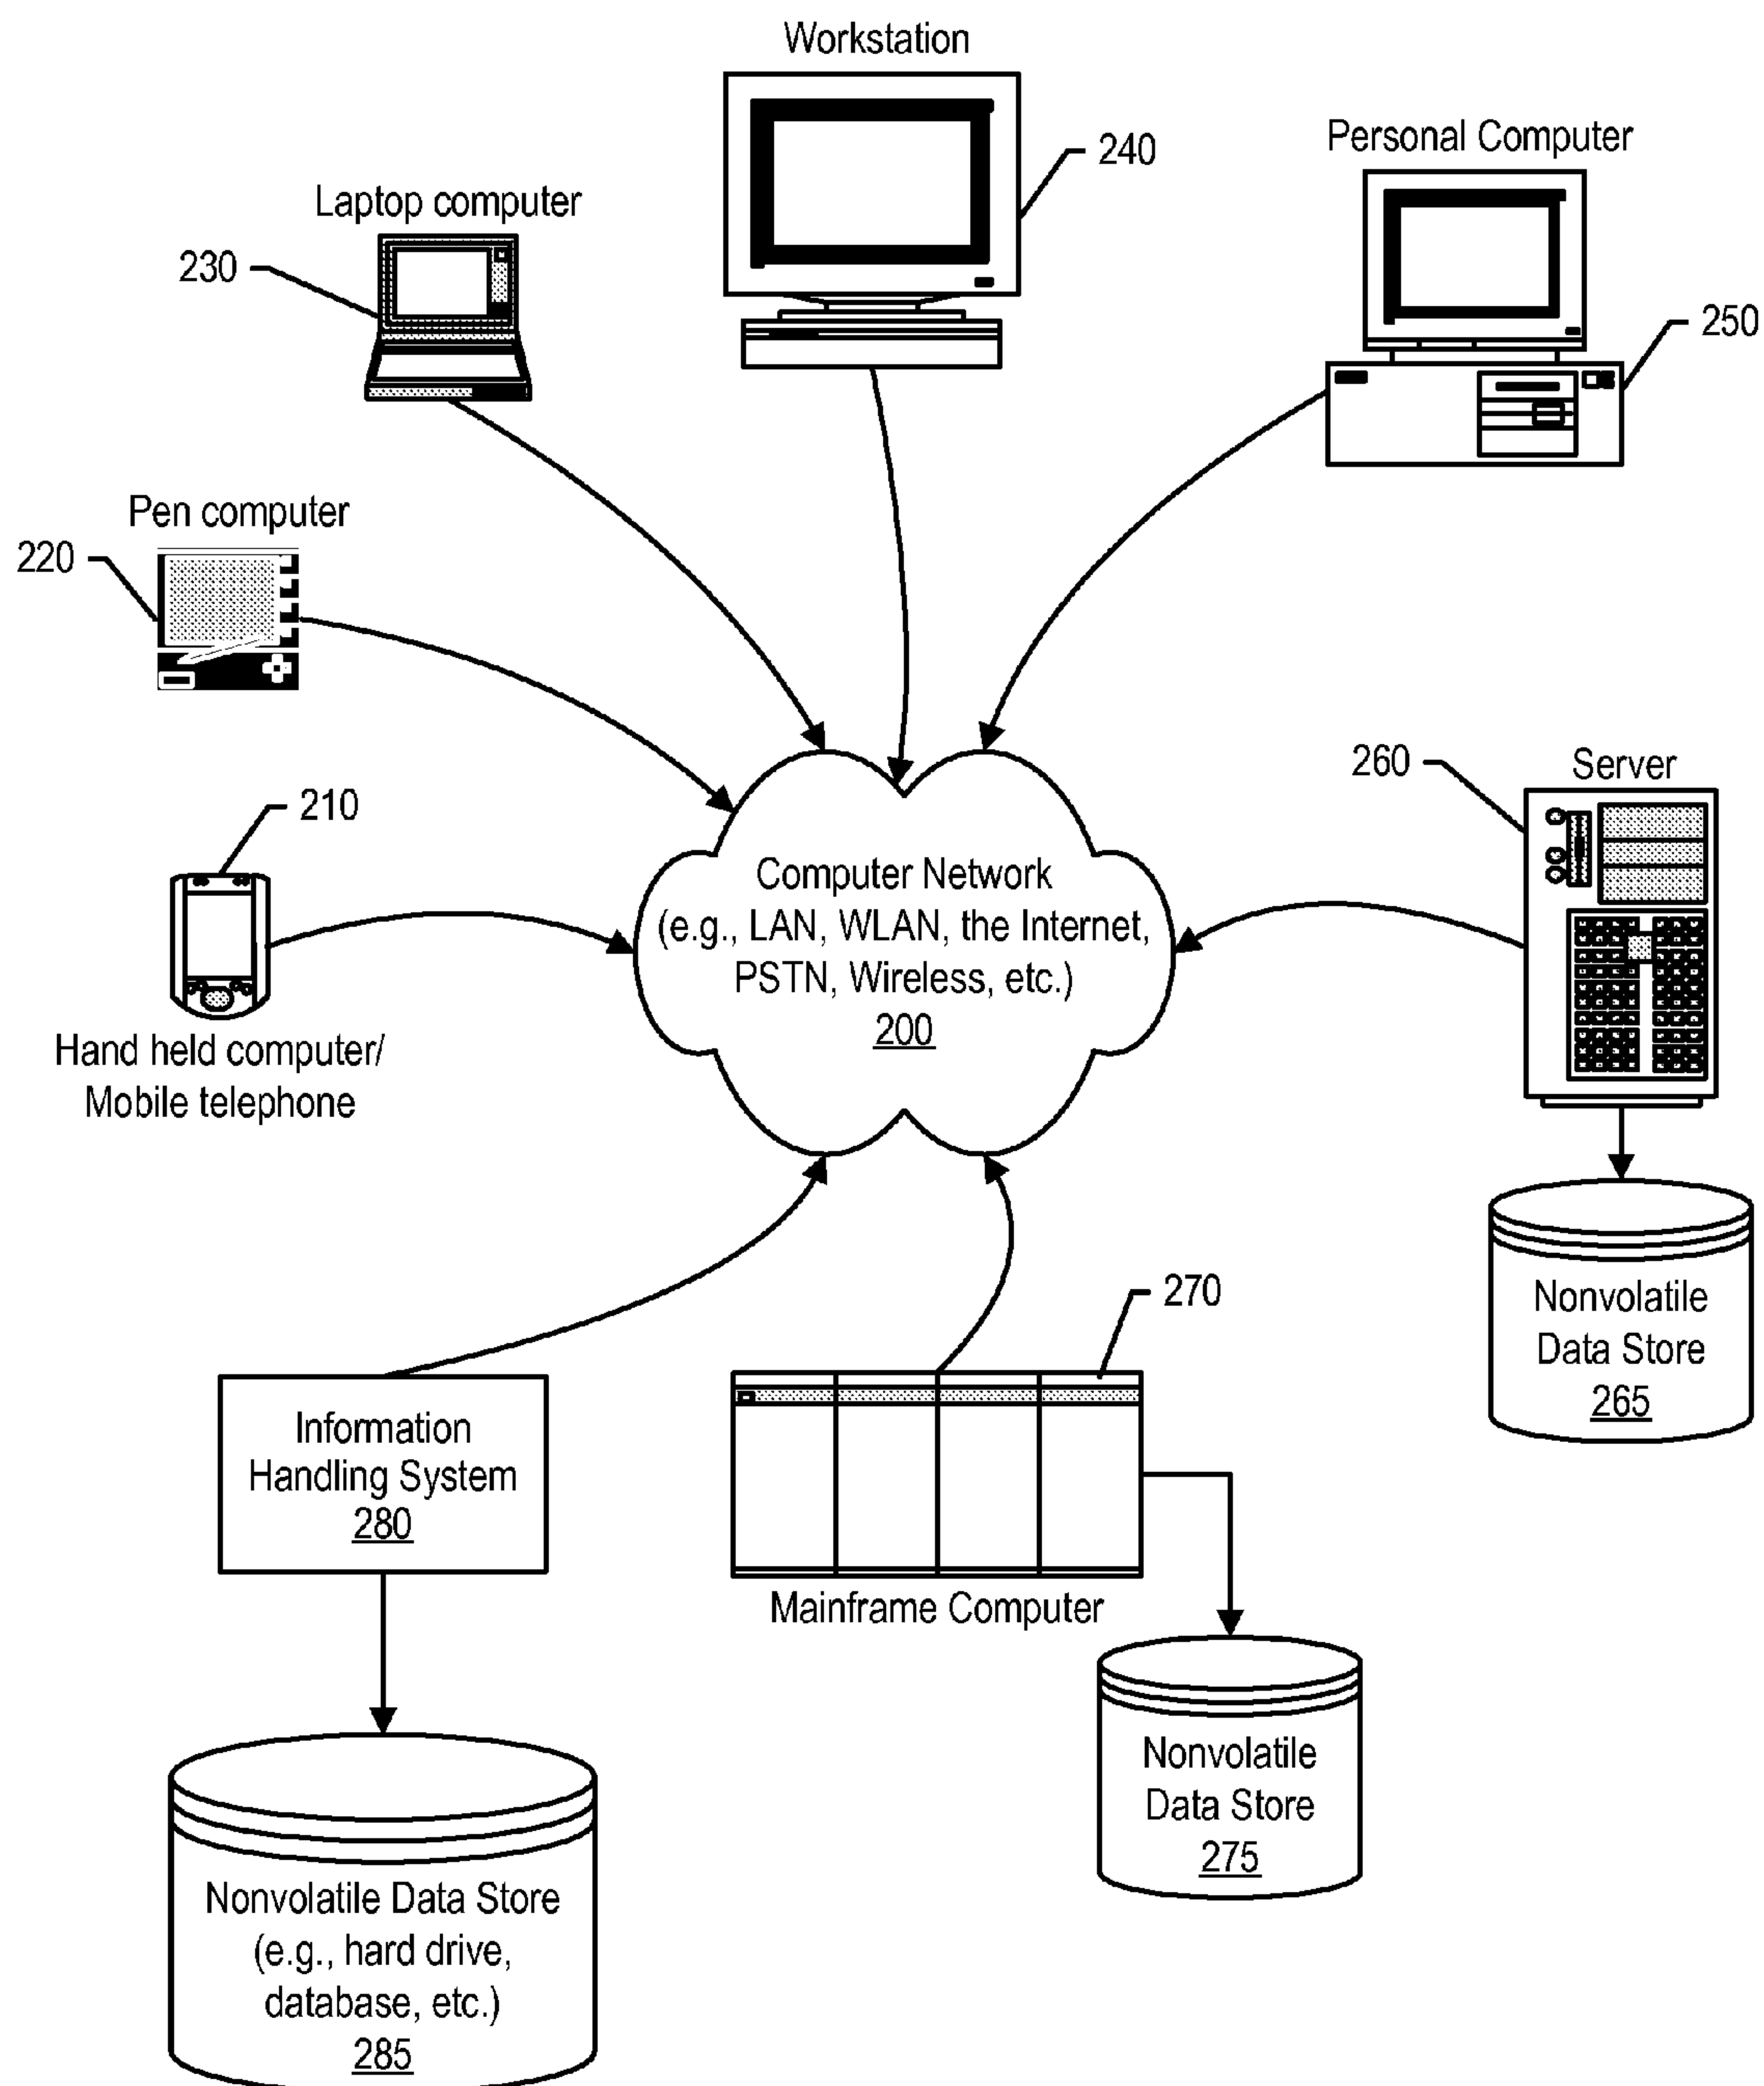 Workstation
240
Personal Computer
250
Laptop computer
230
Pen computer
220
210
Hand held computer/
Mobile telephone
Computer Network
(e.g., LAN, WLAN, the Internet,
PSTN, Wireless, etc.)
200
260
Server
Nonvolatile
Data Store
265
270
Mainframe Computer
Nonvolatile
Data Store
275
Information
Handling System
280
Nonvolatile Data Store
(e.g., hard drive,
database, etc.)
285